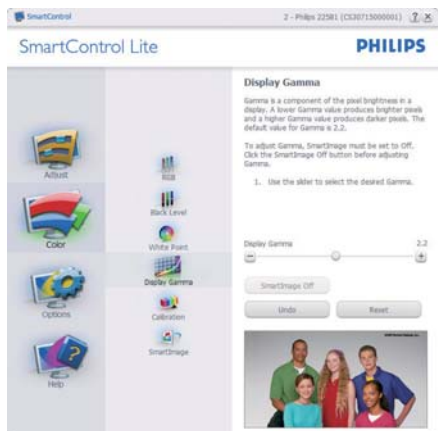 SmartControl
2 - Philips 225B1 (CS30715000001)
?
X
SmartControl Lite
PHILIPS
Adjust
Color
Options
Help
RGB
Black Level
White Point
Display Gamma
Calibration
SmartImage
Display Gamma
Gamma is a component of the pixel brightness in a
display. A lower Gamma value produces brighter pixels
and a higher Gamma value produces darker pixels. The
default value for Gamma is 2.2.
To adjust Gamma, SmartImage must be set to Off.
Click the SmartImage Off button before adjusting
Gamma.
1. Use the slider to select the desired Gamma.
Display Gamma
2.2
SmartImage Off
Undo
Reset